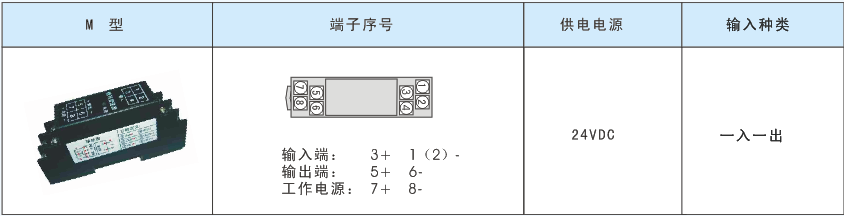 M 型
端子序号
供电电源
输入种类
7 5 3 1
8 6 4 2
输入端： 3+ 1（2）-
输出端： 5+ 6-
工作电源： 7+ 8-
24VDC
一入一出